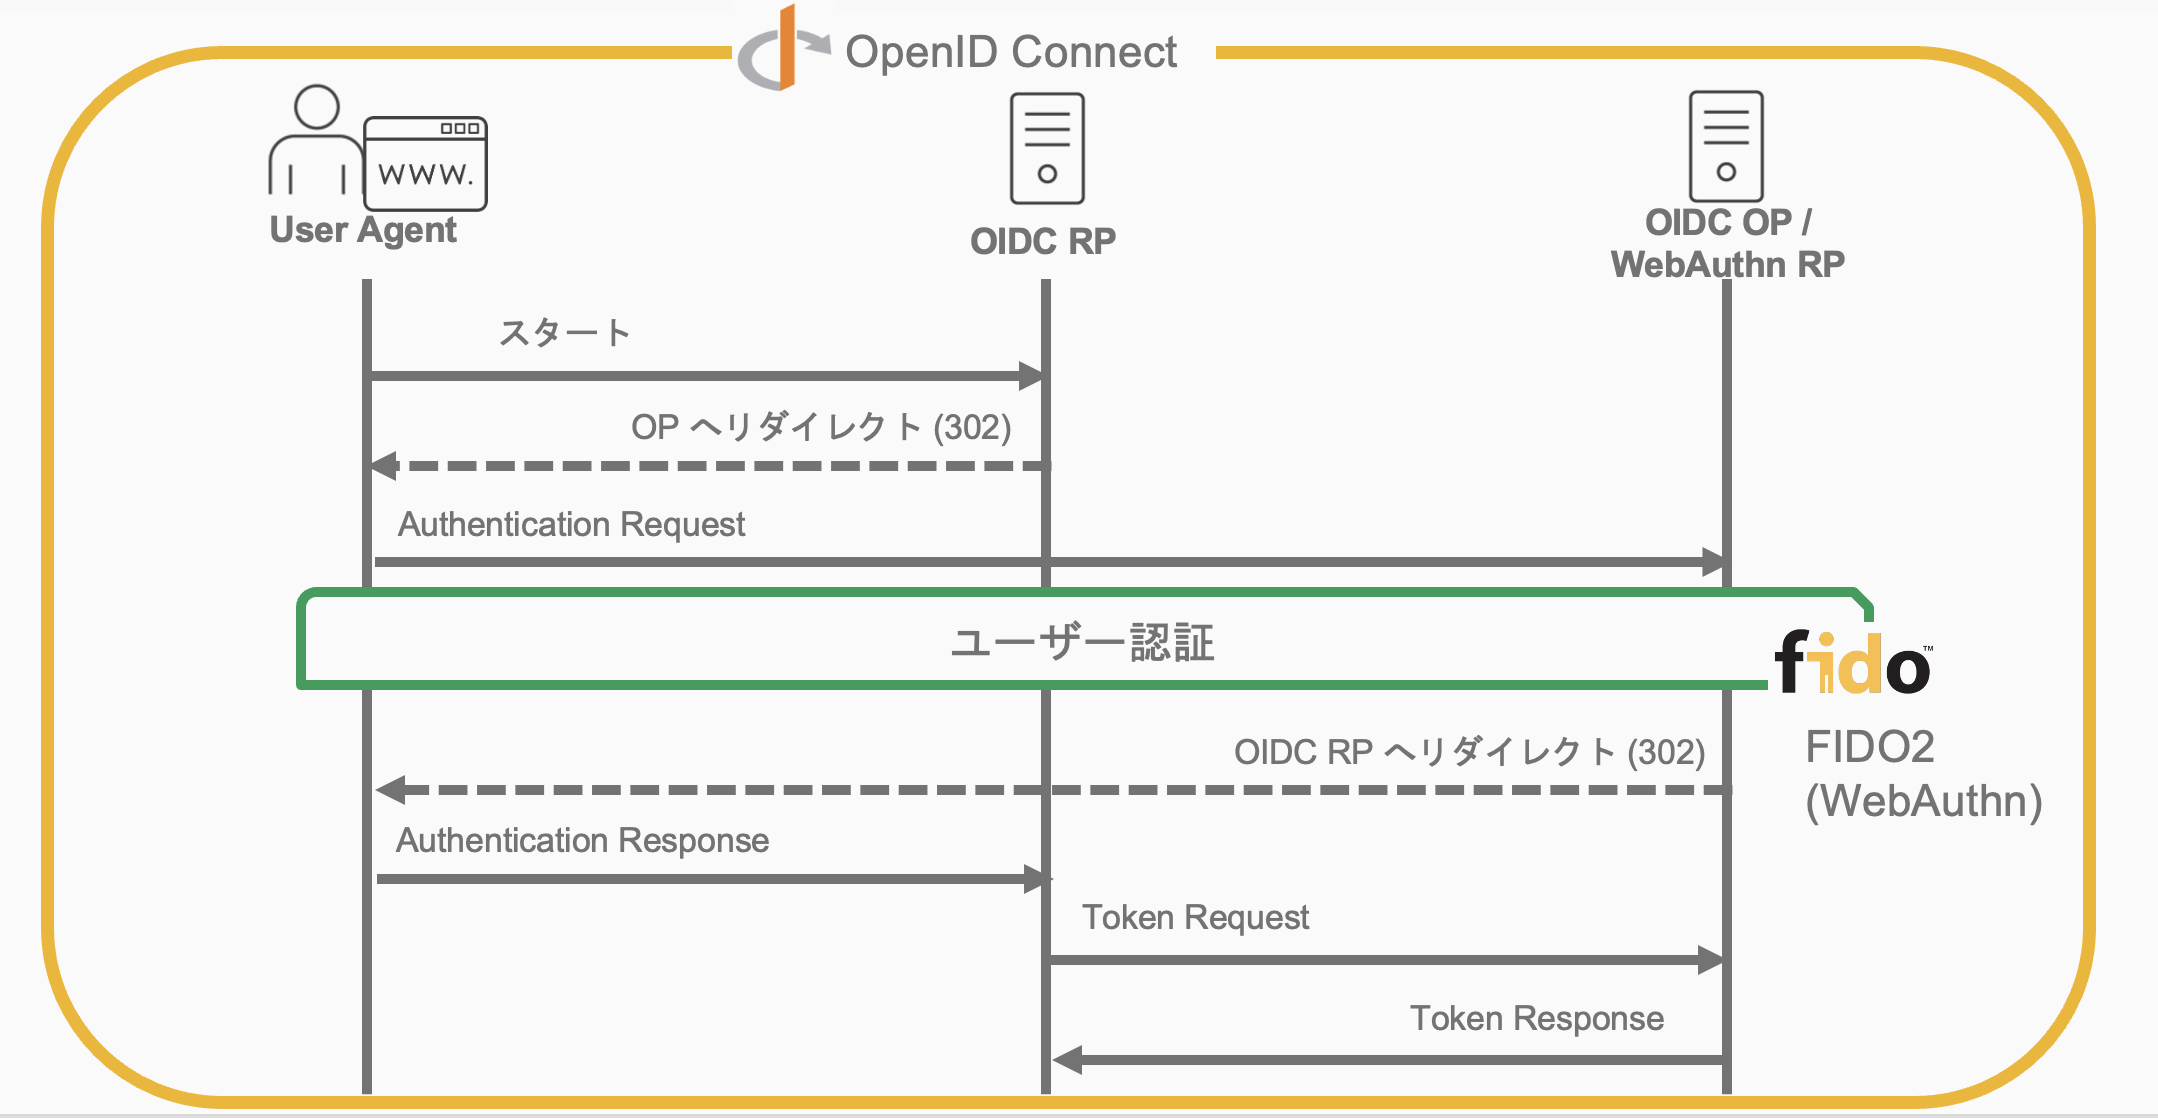 OpenID Connect
WWW.
User Agent
OIDC RP
OIDC OP /
WebAuthn RP
スタート
OP へリダイレクト (302)
Authentication Request
ユーザー認証
fido™
FIDO2
(WebAuthn)
OIDC RP へリダイレクト (302)
Authentication Response
Token Request
Token Response